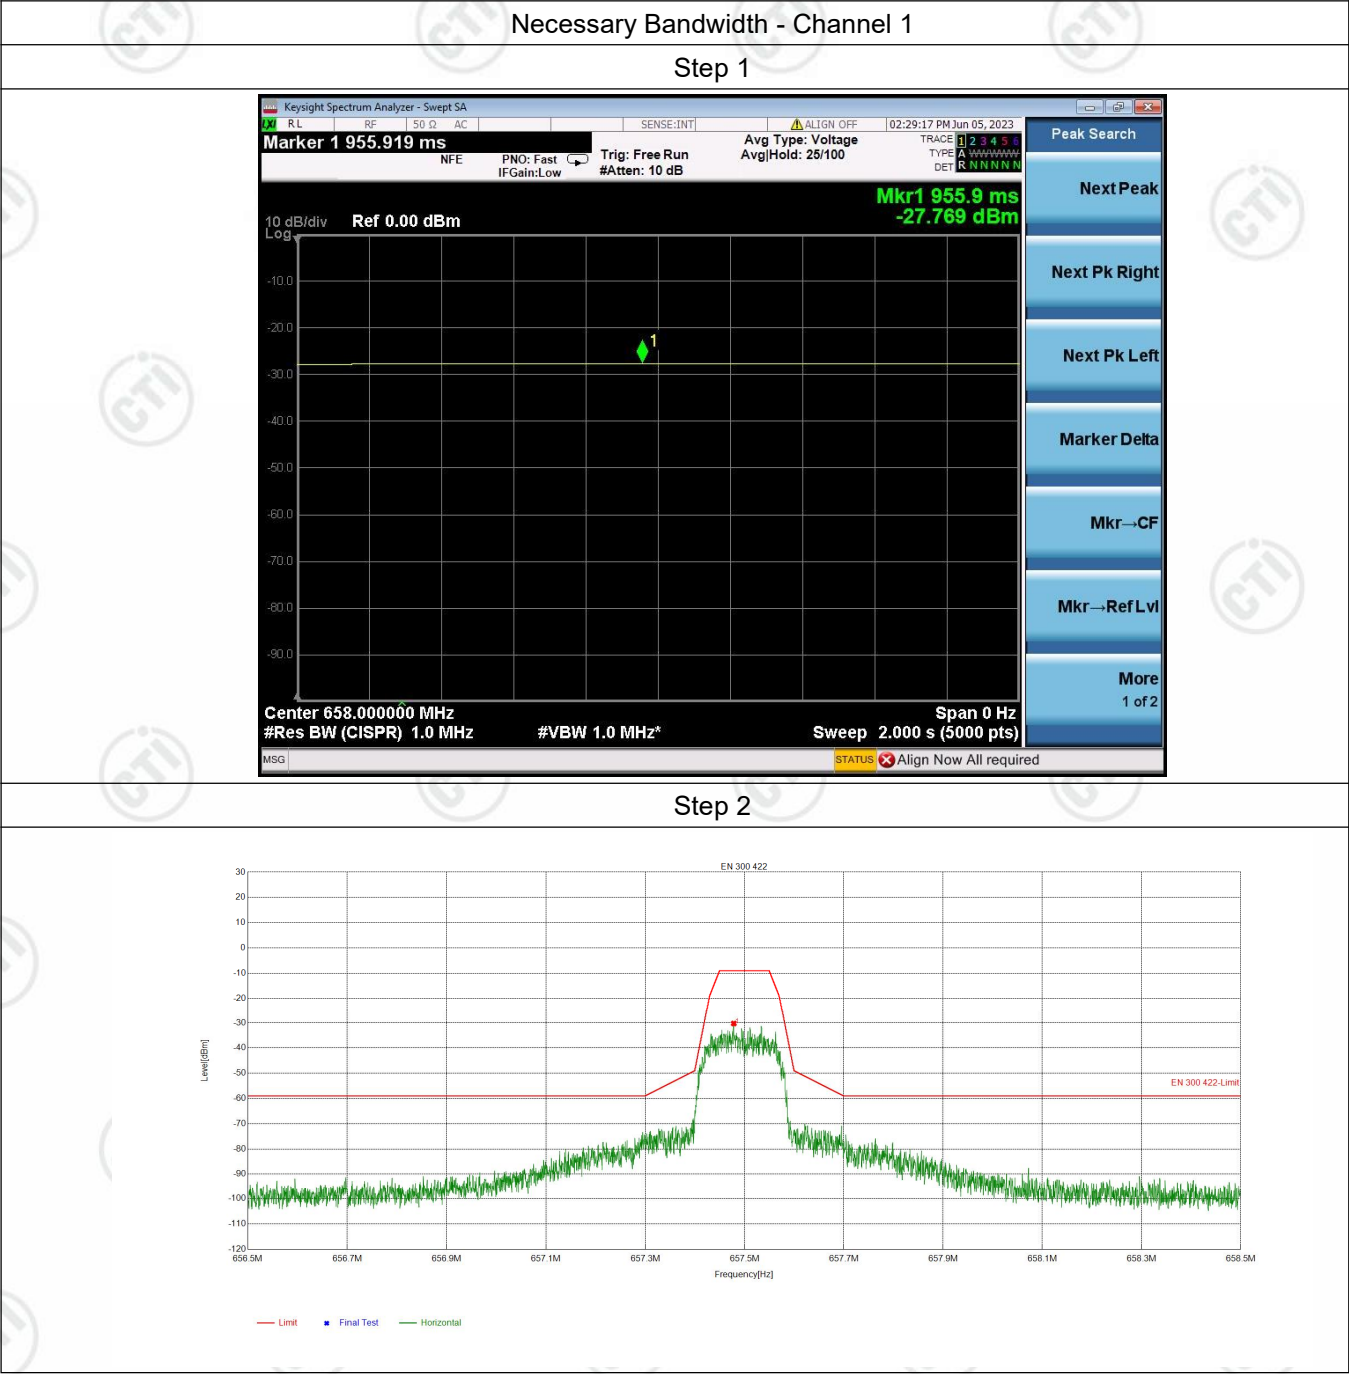 Necessary Bandwidth - Channel 1
Step 1
Keysight Spectrum Analyzer - Swept SA
LXI RL RF 50 Ω AC SENSE:INT ALIGN OFF 02:29:17 PM Jun 05, 2023
Marker 1 955.919 ms
NFE
PNO: Fast
IFGain:Low
Trig: Free Run
#Atten: 10 dB
Avg Type: Voltage
Avg|Hold: 25/100
TRACE 1 2 3 4 5 6
TYPE A WWWWW
DET R N N N N N
Peak Search
Mkr1 955.9 ms
-27.769 dBm
10 dB/div Ref 0.00 dBm
Log
-10.0
-20.0
-30.0
-40.0
-50.0
-60.0
-70.0
-80.0
-90.0
1
Next Peak
Next Pk Right
Next Pk Left
Marker Delta
Mkr→CF
Mkr→Ref Lvl
More
1 of 2
Center 658.000000 MHz Span 0 Hz
#Res BW (CISPR) 1.0 MHz #VBW 1.0 MHz* Sweep 2.000 s (5000 pts)
MSG STATUS Align Now All required
Step 2
EN 300 422
30
20
10
0
-10
-20
-30
-40
-50
-60
-70
-80
-90
-100
-110
-120
Level[dBm]
EN 300 422-Limit
656.5M 656.7M 656.9M 657.1M 657.3M 657.5M 657.7M 657.9M 658.1M 658.3M 658.5M
Frequency[Hz]
Limit Final Test Horizontal
CTI